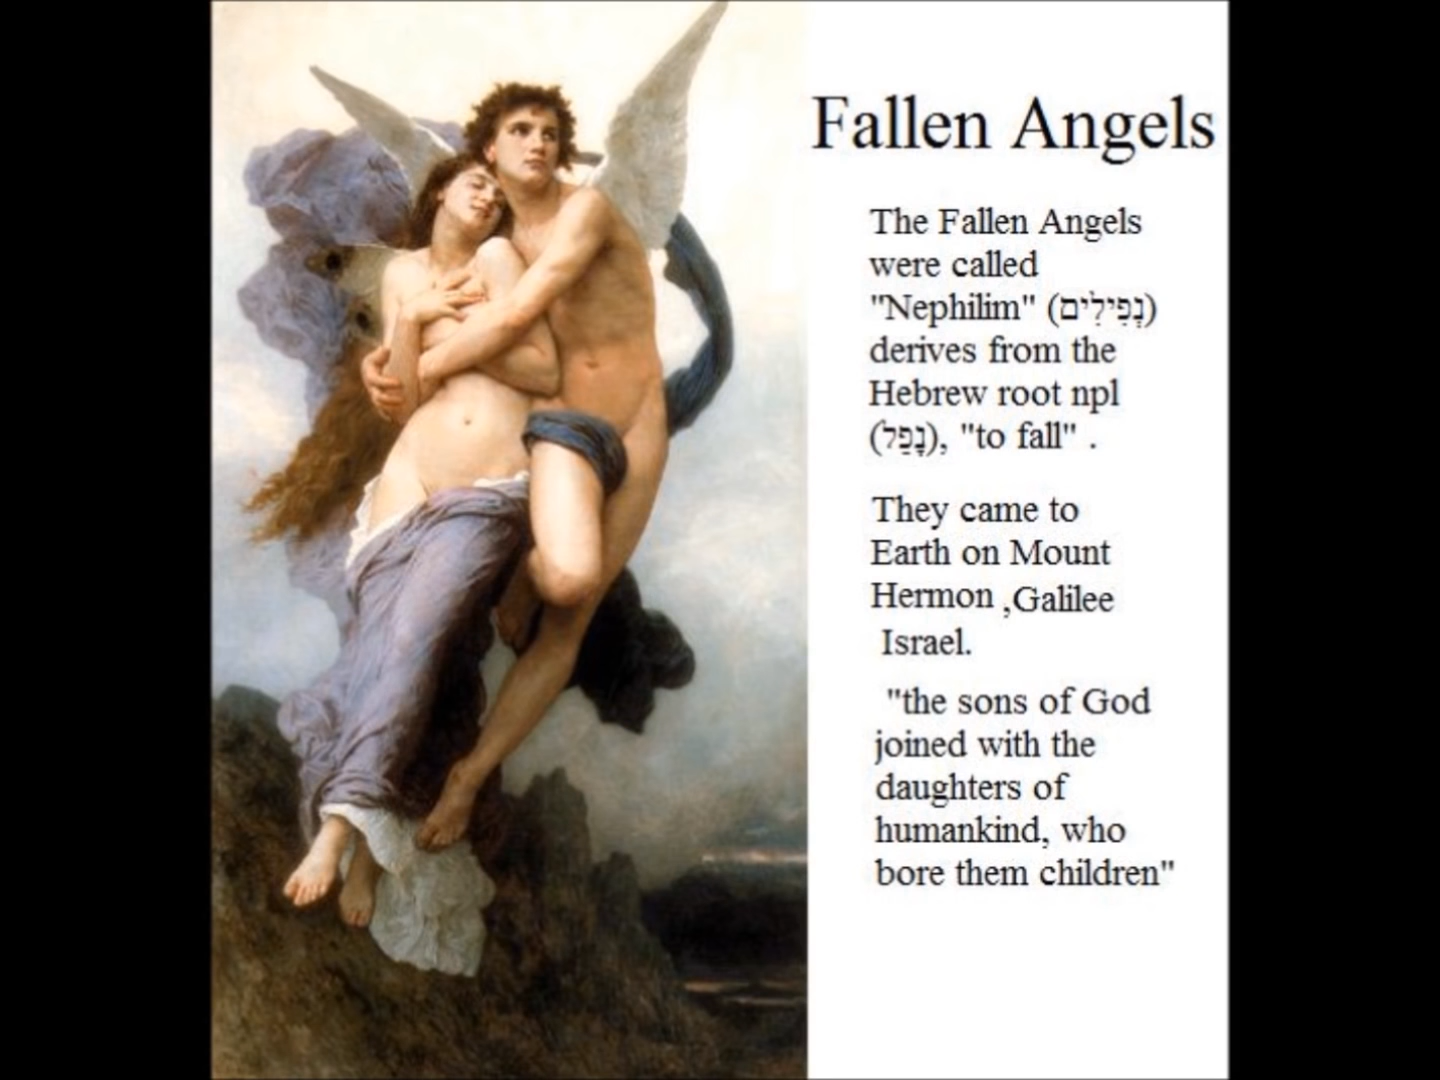 Fallen Angels
The Fallen Angels
were called
"Nephilim" (נְפִילִים)
derives from the
Hebrew root npl
(נָפַל), "to fall" .
They came to
Earth on Mount
Hermon ,Galilee
Israel.
"the sons of God
joined with the
daughters of
humankind, who
bore them children"